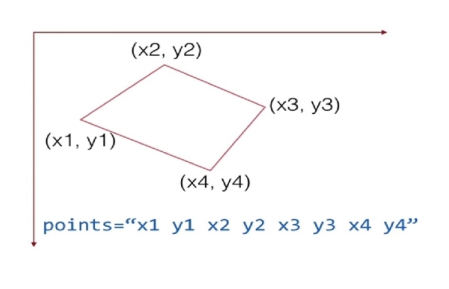 (x2, y2)
(x3, y3)
(x1, y1)
(x4, y4)
points=“x1 y1 x2 y2 x3 y3 x4 y4”